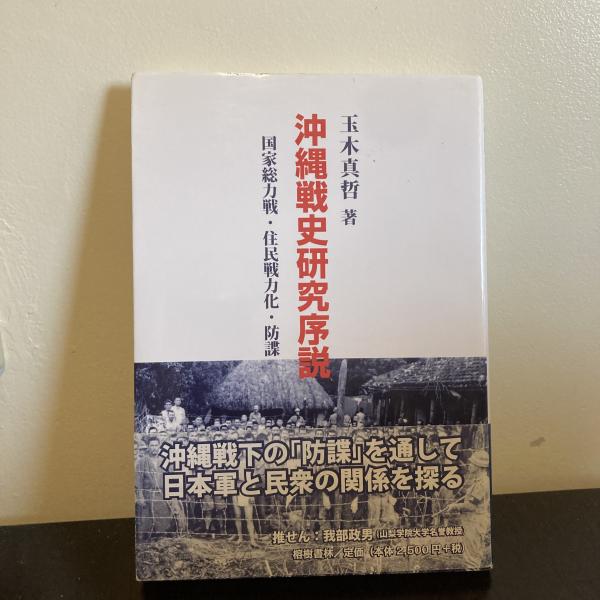 玉木真哲 著
沖縄戦史研究序説
国家総力戦・住民戦力化・防諜
沖縄戦下の「防諜」を通して
日本軍と民衆の関係を探る
推せん：我部政男（山梨学院大学名誉教授）
榕樹書林／定価（本体2,500円＋税）